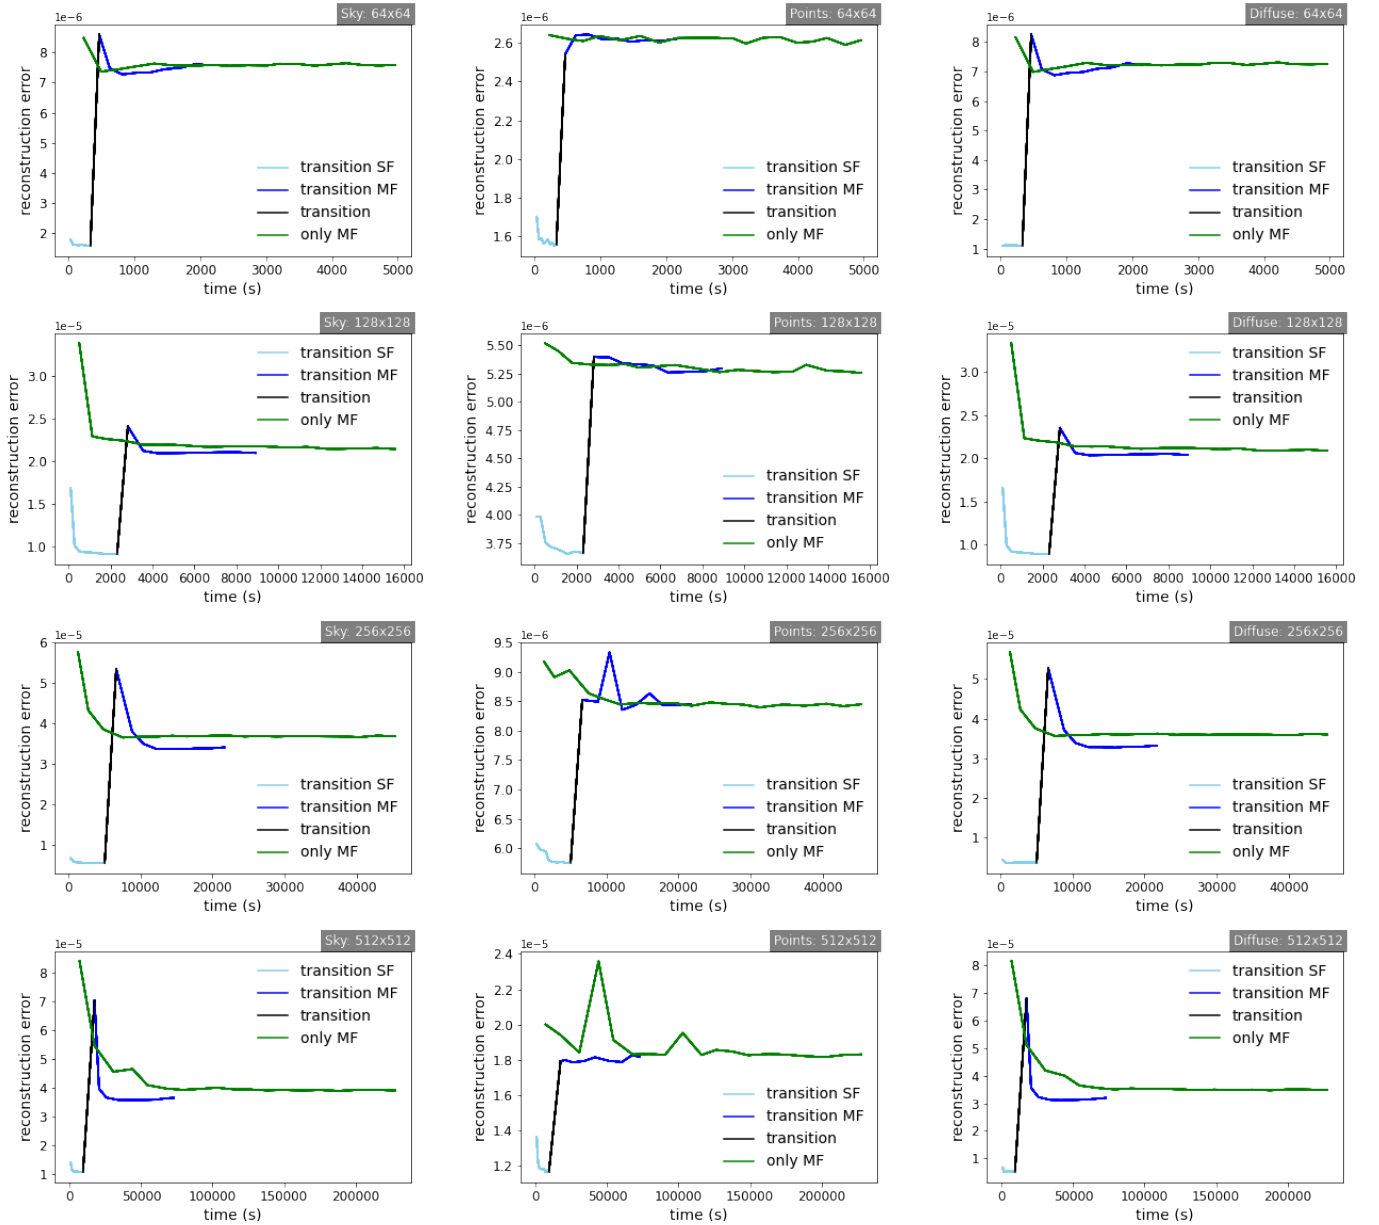 1e−6
Sky: 64x64
reconstruction error
8
7
6
5
4
3
2
transition SF
transition MF
transition
only MF
0 1000 2000 3000 4000 5000
time (s)
1e−6
Points: 64x64
reconstruction error
2.6
2.4
2.2
2.0
1.8
1.6
transition SF
transition MF
transition
only MF
0 1000 2000 3000 4000 5000
time (s)
1e−6
Diffuse: 64x64
reconstruction error
8
7
6
5
4
3
2
1
transition SF
transition MF
transition
only MF
0 1000 2000 3000 4000 5000
time (s)
1e−5
Sky: 128x128
reconstruction error
3.0
2.5
2.0
1.5
1.0
transition SF
transition MF
transition
only MF
0 2000 4000 6000 8000 10000 12000 14000 16000
time (s)
1e−6
Points: 128x128
reconstruction error
5.50
5.25
5.00
4.75
4.50
4.25
4.00
3.75
transition SF
transition MF
transition
only MF
0 2000 4000 6000 8000 10000 12000 14000 16000
time (s)
1e−5
Diffuse: 128x128
reconstruction error
3.0
2.5
2.0
1.5
1.0
transition SF
transition MF
transition
only MF
0 2000 4000 6000 8000 10000 12000 14000 16000
time (s)
1e−5
Sky: 256x256
reconstruction error
6
5
4
3
2
1
transition SF
transition MF
transition
only MF
0 10000 20000 30000 40000
time (s)
1e−6
Points: 256x256
reconstruction error
9.5
9.0
8.5
8.0
7.5
7.0
6.5
6.0
transition SF
transition MF
transition
only MF
0 10000 20000 30000 40000
time (s)
1e−5
Diffuse: 256x256
reconstruction error
5
4
3
2
1
transition SF
transition MF
transition
only MF
0 10000 20000 30000 40000
time (s)
1e−5
Sky: 512x512
reconstruction error
8
7
6
5
4
3
2
1
transition SF
transition MF
transition
only MF
0 50000 100000 150000 200000
time (s)
1e−5
Points: 512x512
reconstruction error
2.4
2.2
2.0
1.8
1.6
1.4
1.2
transition SF
transition MF
transition
only MF
0 50000 100000 150000 200000
time (s)
1e−5
Diffuse: 512x512
reconstruction error
8
7
6
5
4
3
2
1
transition SF
transition MF
transition
only MF
0 50000 100000 150000 200000
time (s)